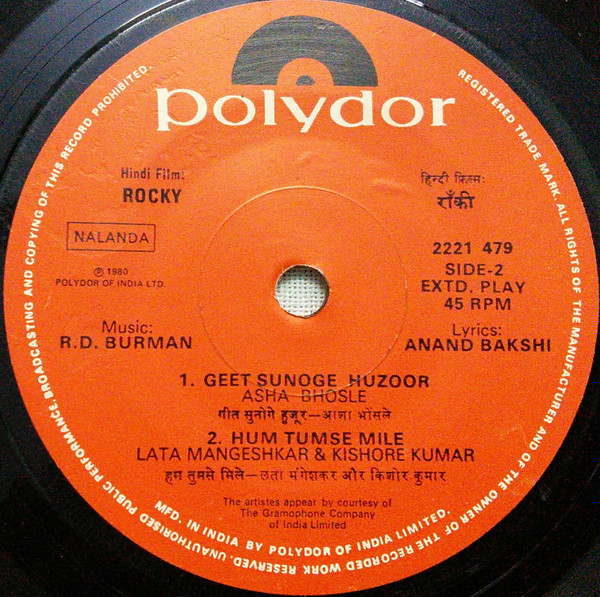 polydor
Hindi Film:
ROCKY
हिन्दी फ़िल्म:
रॉंकी
NALANDA
℗ 1980
POLYDOR OF INDIA LTD.
2221 479
SIDE-2
EXTD. PLAY
45 RPM
Music:
R.D. BURMAN
Lyrics:
ANAND BAKSHI
1. GEET SUNOGE HUZOOR
ASHA BHOSLE
गीत सुनोगे हुजूर—आशा भोंसले
2. HUM TUMSE MILE
LATA MANGESHKAR & KISHORE KUMAR
हम तुमसे मिले—लता मंगेशकर और किशोर कुमार
The artistes appear by courtesy of
The Gramophone Company
of India Limited
MFD. IN INDIA BY POLYDOR OF INDIA LIMITED.
REGISTERED TRADE MARK. ALL RIGHTS OF THE MANUFACTURER AND OF THE OWNER OF THE RECORDED WORK RESERVED. UNAUTHORISED PUBLIC PERFORMANCE, BROADCASTING AND COPYING OF THIS RECORD PROHIBITED.